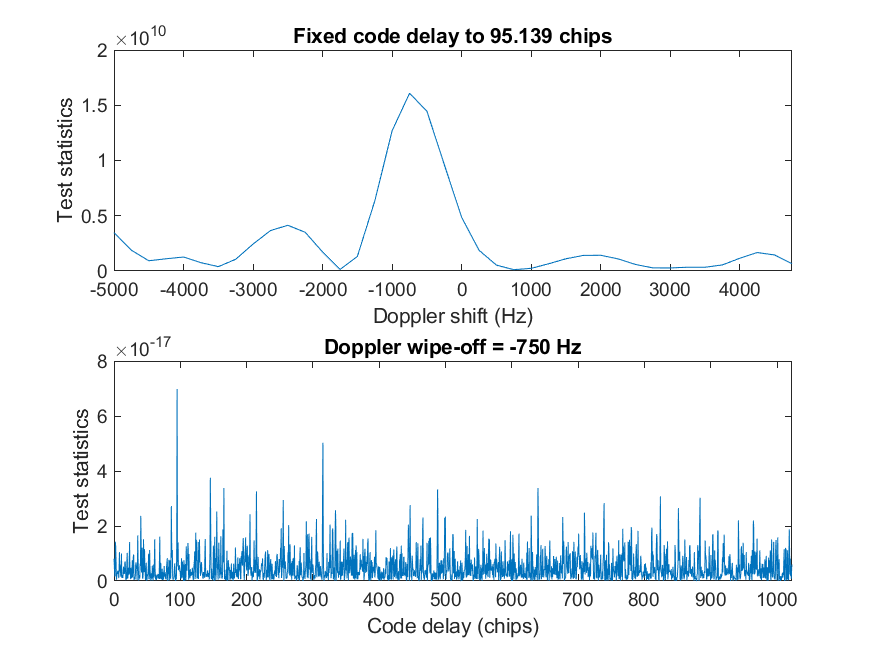 Fixed code delay to 95.139 chips
×10^10
2
1.5
1
0.5
0
Test statistics
-5000 -4000 -3000 -2000 -1000 0 1000 2000 3000 4000
Doppler shift (Hz)
Doppler wipe-off = -750 Hz
×10^-17
8
6
4
2
0
Test statistics
0 100 200 300 400 500 600 700 800 900 1000
Code delay (chips)